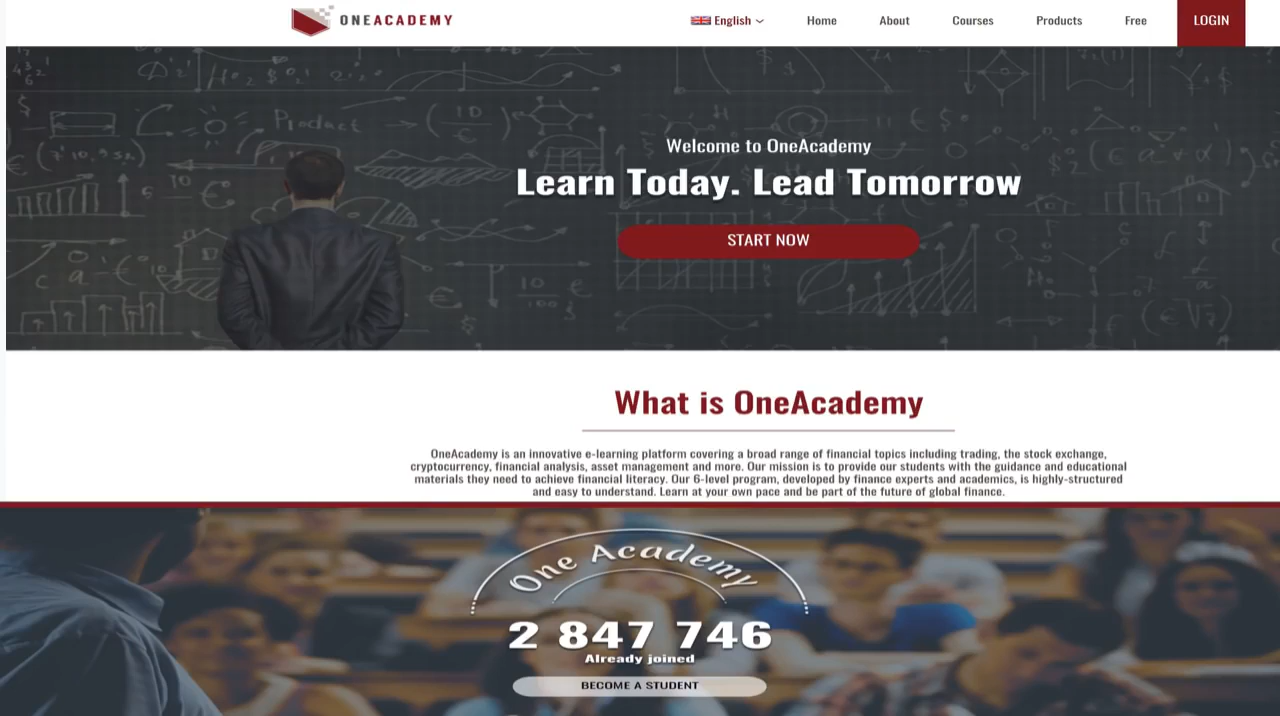 ONEACADEMY
English
Home
About
Courses
Products
Free
LOGIN
Product
Welcome to OneAcademy
Learn Today. Lead Tomorrow
START NOW
What is OneAcademy
OneAcademy is an innovative e-learning platform covering a broad range of financial topics including trading, the stock exchange,
cryptocurrency, financial analysis, asset management and more. Our mission is to provide our students with the guidance and educational
materials they need to achieve financial literacy. Our 6-level program, developed by finance experts and academics, is highly-structured
and easy to understand. Learn at your own pace and be part of the future of global finance.
One Academy
2 847 746
Already joined
BECOME A STUDENT